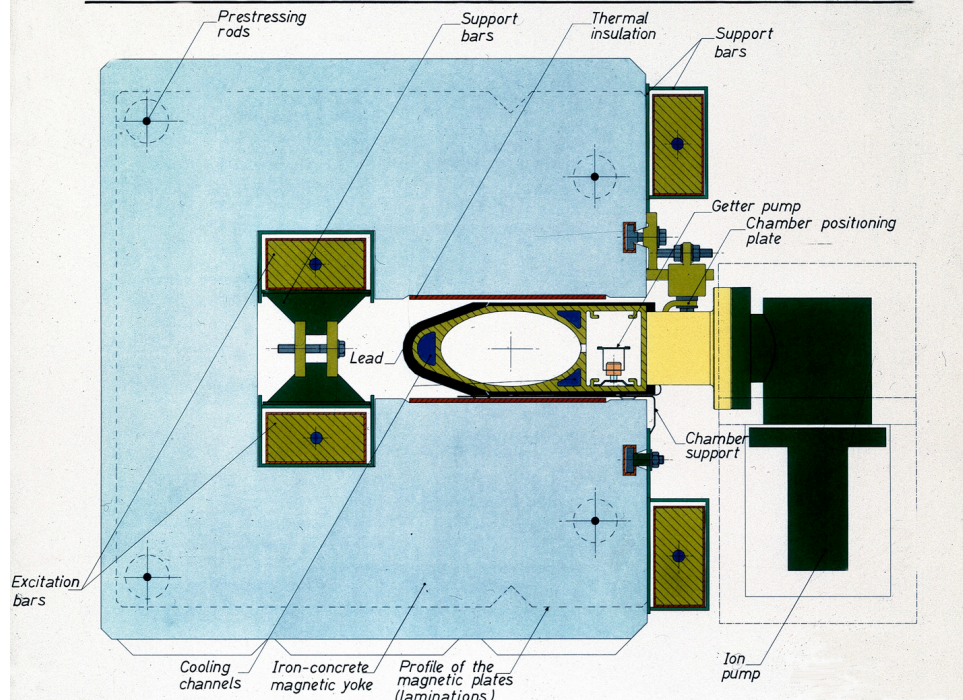 Prestressing
rods
Support
bars
Thermal
insulation
Support
bars
Getter pump
Chamber positioning
plate
Lead
Chamber
support
Excitation
bars
Cooling
channels
Iron-concrete
magnetic yoke
Profile of the
magnetic plates
(laminations)
Ion
pump